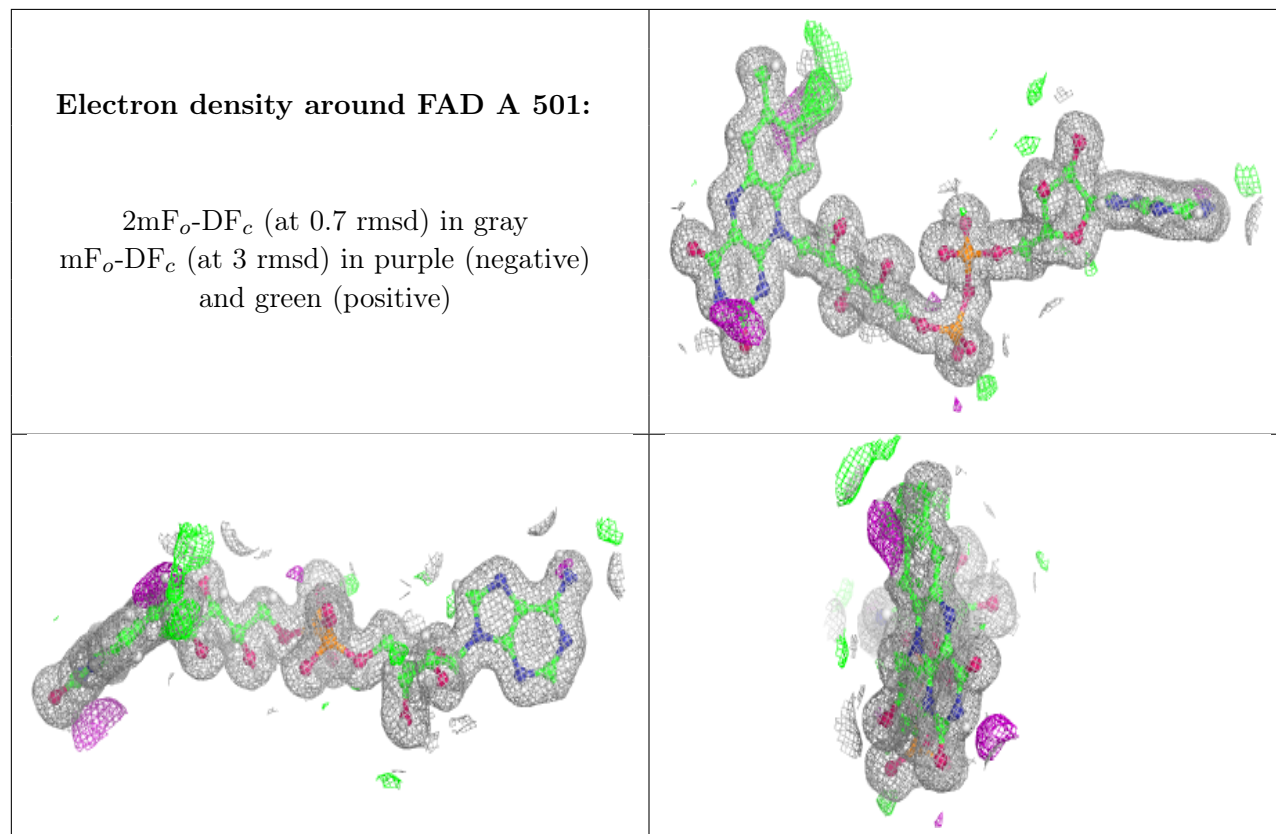 Electron density around FAD A 501:
2mFo-DFc (at 0.7 rmsd) in gray
mFo-DFc (at 3 rmsd) in purple (negative)
and green (positive)